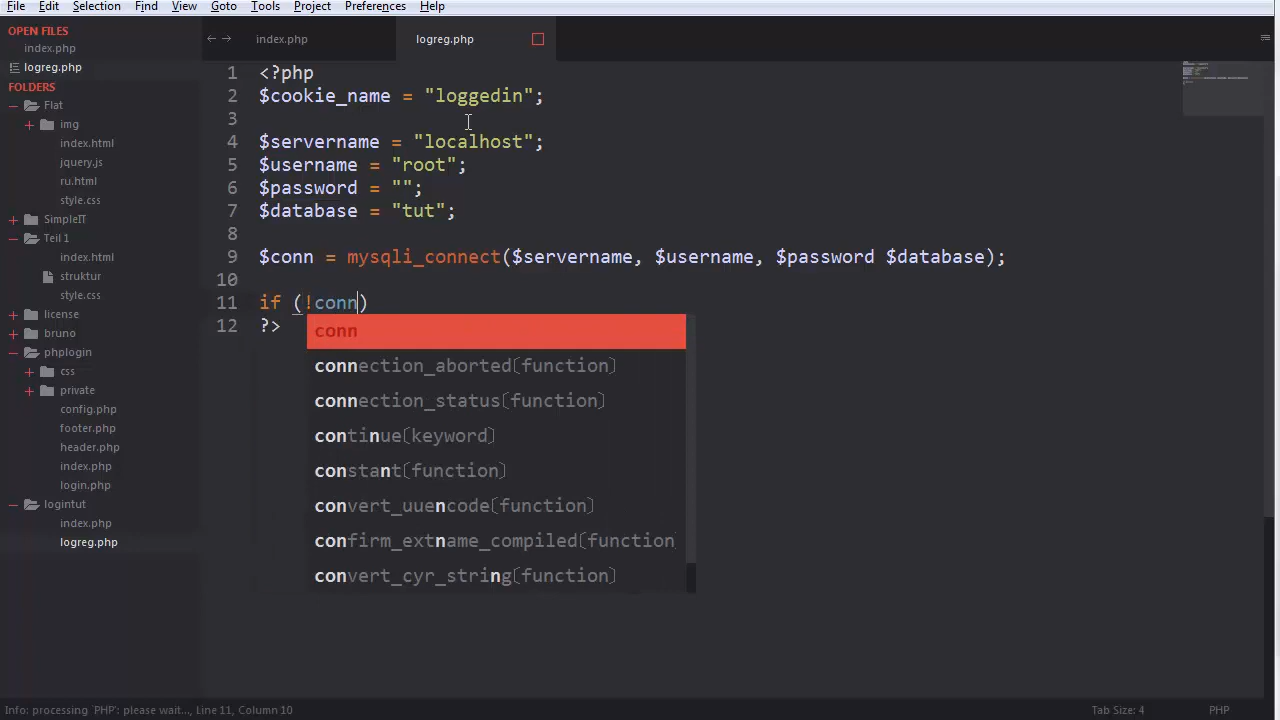 File Edit Selection Find View Goto Tools Project Preferences Help
OPEN FILES
index.php
logreg.php
FOLDERS
Flat
img
index.html
jquery.js
ru.html
style.css
SimpleIT
Teil 1
index.html
struktur
style.css
license
bruno
phplogin
css
private
config.php
footer.php
header.php
index.php
login.php
logintut
index.php
logreg.php
index.php logreg.php
1 <?php
2 $cookie_name = "loggedin";
3
4 $servername = "localhost";
5 $username = "root";
6 $password = "";
7 $database = "tut";
8
9 $conn = mysqli_connect($servername, $username, $password $database);
10
11 if (!conn)
12 ?>
conn
connection_aborted(function)
connection_status(function)
continue(keyword)
constant(function)
convert_uuencode(function)
confirm_extname_compiled(function)
convert_cyr_string(function)
Info: processing `PHP`: please wait..., Line 11, Column 10 Tab Size: 4 PHP